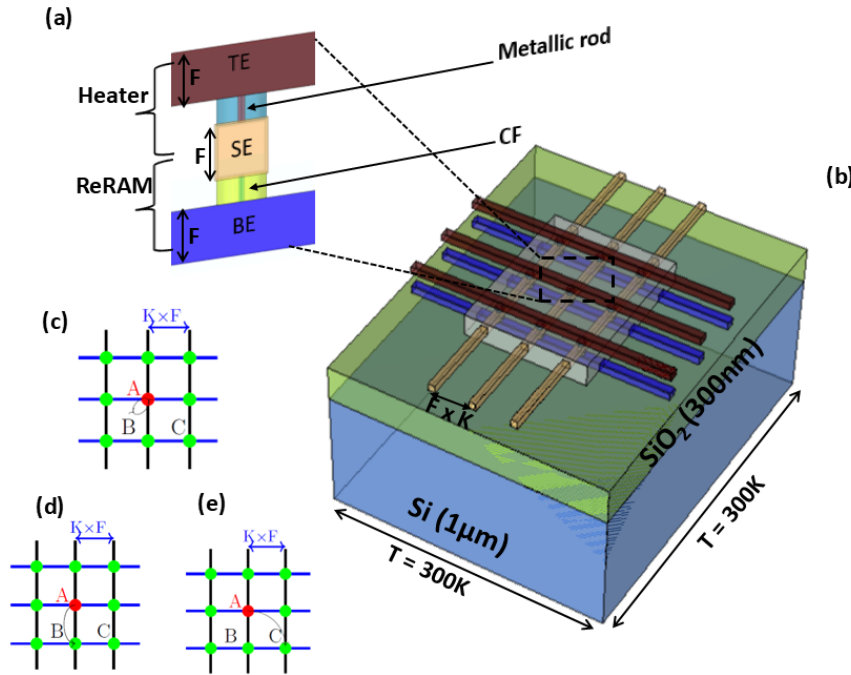 (a)
TE
F
Heater
Metallic rod
SE
F
CF
ReRAM
BE
F
(b)
F x K
SiO₂ (300nm)
Si (1µm)
T = 300K
T = 300K
(c)
K×F
A
B
C
(d)
K×F
A
B
C
(e)
K×F
A
B
C